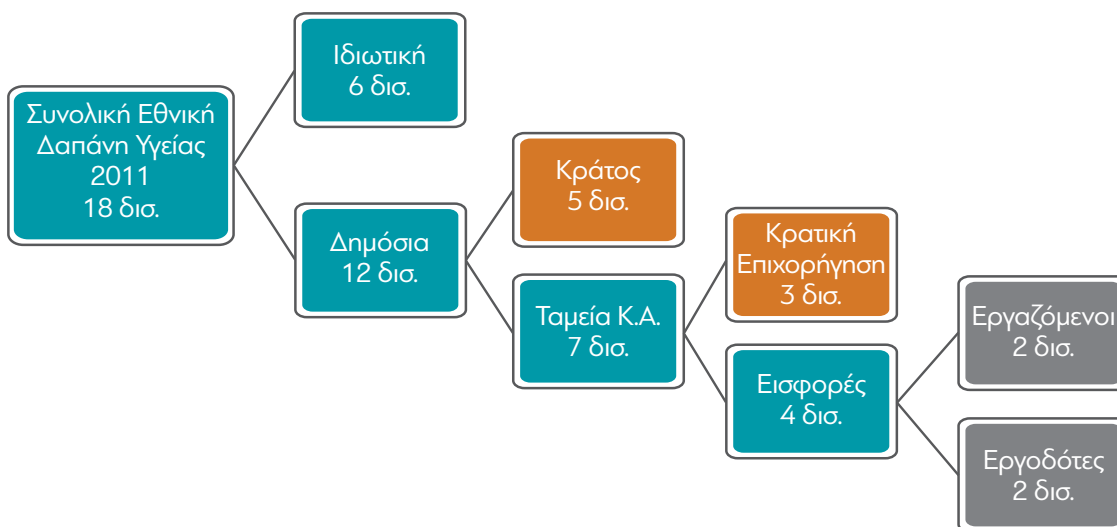 Συνολική Εθνική
Δαπάνη Υγείας
2011
18 δισ.
Ιδιωτική
6 δισ.
Δημόσια
12 δισ.
Κράτος
5 δισ.
Ταμεία Κ.Α.
7 δισ.
Κρατική
Επιχορήγηση
3 δισ.
Εισφορές
4 δισ.
Εργαζόμενοι
2 δισ.
Εργοδότες
2 δισ.